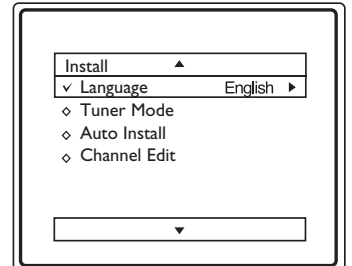 Install ▲
✓ Language English ▶
◇ Tuner Mode
◇ Auto Install
◇ Channel Edit
▼